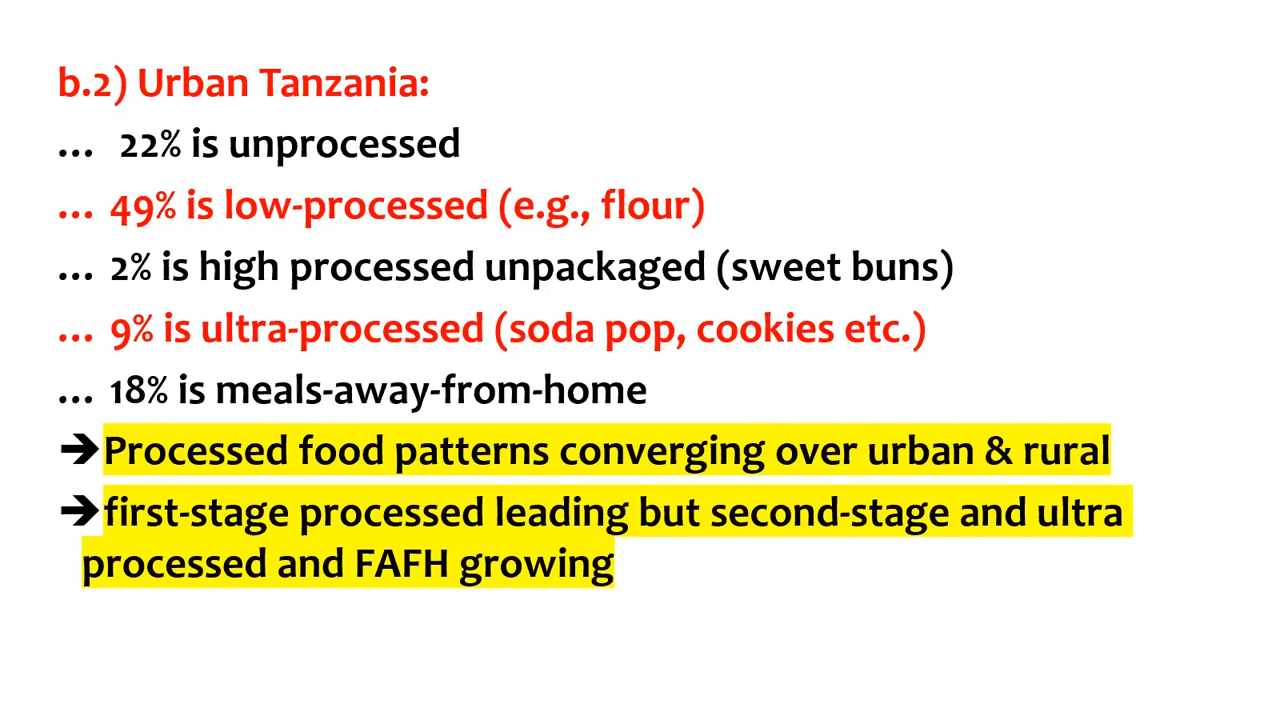 b.2) Urban Tanzania:
… 22% is unprocessed
… 49% is low-processed (e.g., flour)
… 2% is high processed unpackaged (sweet buns)
… 9% is ultra-processed (soda pop, cookies etc.)
… 18% is meals-away-from-home
➔Processed food patterns converging over urban & rural
➔first-stage processed leading but second-stage and ultra
processed and FAFH growing